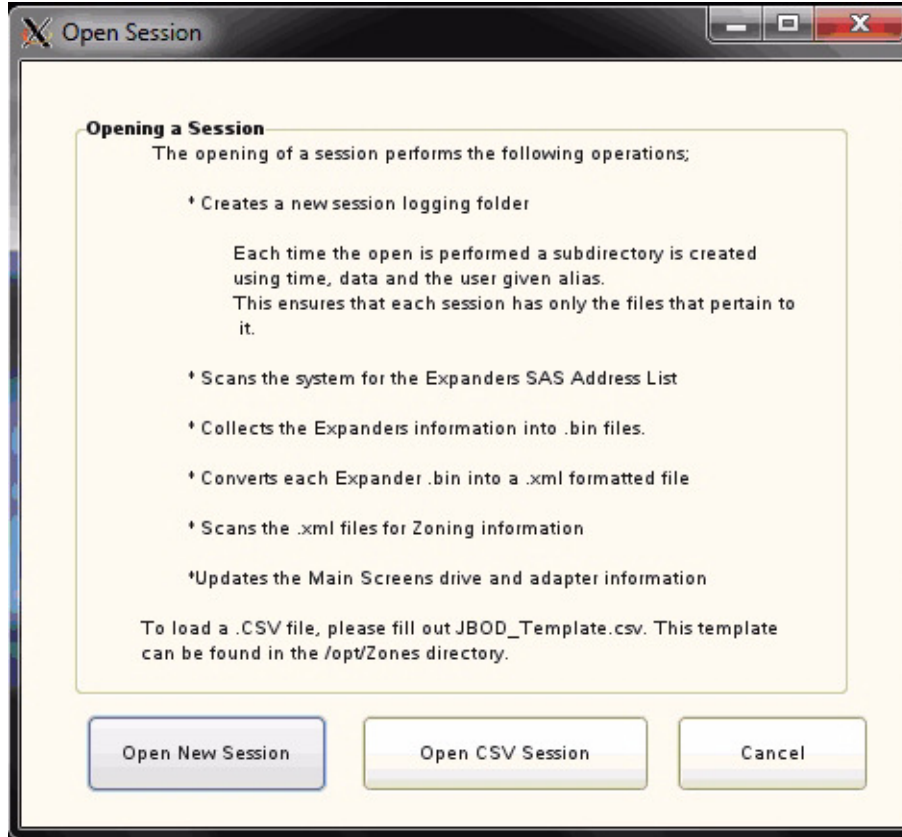 Open Session
Opening a Session
The opening of a session performs the following operations;
* Creates a new session logging folder
Each time the open is performed a subdirectory is created
using time, data and the user given alias.
This ensures that each session has only the files that pertain to
it.
* Scans the system for the Expanders SAS Address List
* Collects the Expanders information into .bin files.
* Converts each Expander .bin into a .xml formatted file
* Scans the .xml files for Zoning information
*Updates the Main Screens drive and adapter information
To load a .CSV file, please fill out JBOD_Template.csv. This template
can be found in the /opt/Zones directory.
Open New Session
Open CSV Session
Cancel